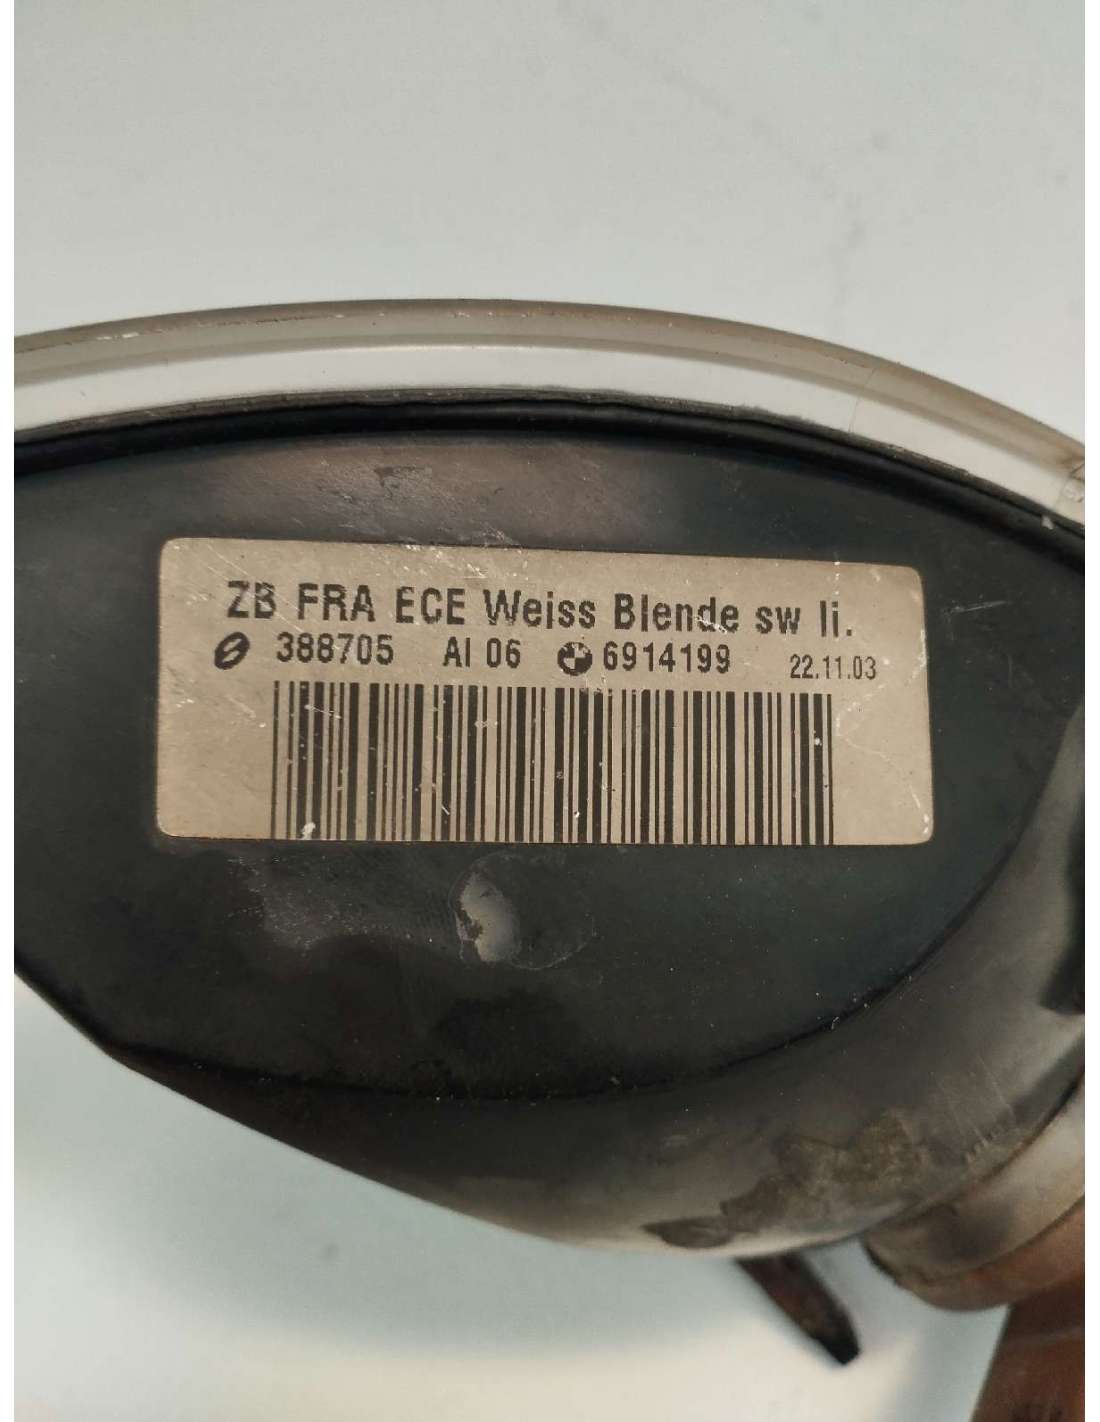 ZB FRA ECE Weiss Blende sw li.
388705 AI 06 6914199 22.11.03